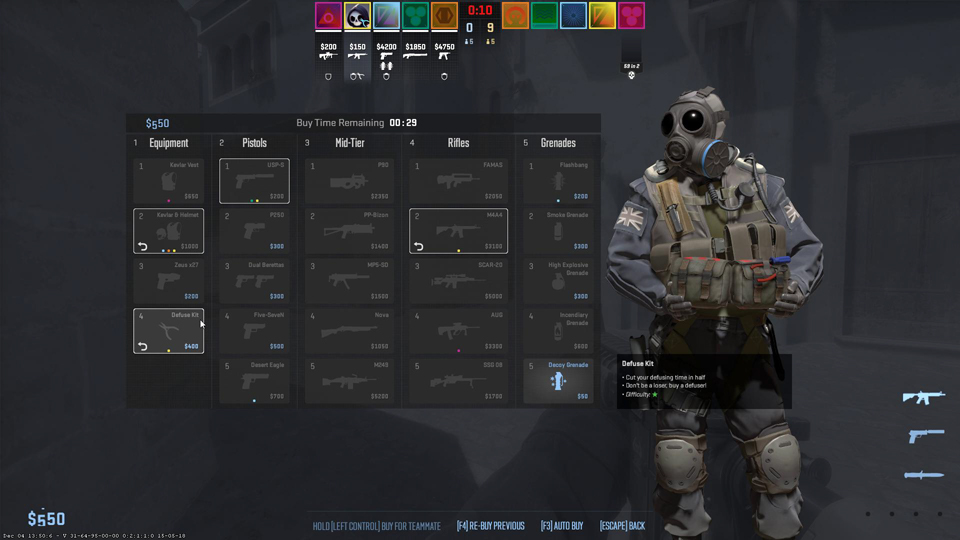 0:10
0 9
5 5
$200 $150 $4200 $1850 $4750
$550 Buy Time Remaining 00:29
1 Equipment 2 Pistols 3 Mid-Tier 4 Rifles 5 Grenades
1 Kevlar Vest 1 USP-S 1 P90 1 FAMAS 1 Flashbang
$650 $200 $2350 $200
2 Kevlar & Helmet 2 P250 2 PP-Bizon 2 M4A4 2 Smoke Grenade
$1000 $300 $1400 $3100 $300
3 Zeus x27 3 Dual Berettas 3 MP5-SD 3 SCAR-20 3 High Explosive
Grenade
$200 $300 $1500 $5000 $300
4 Defuse Kit 4 Five-SeveN 4 Nova 4 AUG 4 Incendiary
Grenade
$400 $500 $1050 $3300
5 Desert Eagle 5 M249 5 SSG 08 5 Decoy Grenade
$700 $5200 $1700 $50
Defuse Kit
• Cut your defusing time in half
• Don't be a loser, buy a defuser!
• Difficulty: ★
HOLD [LEFT CONTROL] BUY FOR TEAMMATE [F4] RE-BUY PREVIOUS [F3] AUTO BUY [ESCAPE] BACK